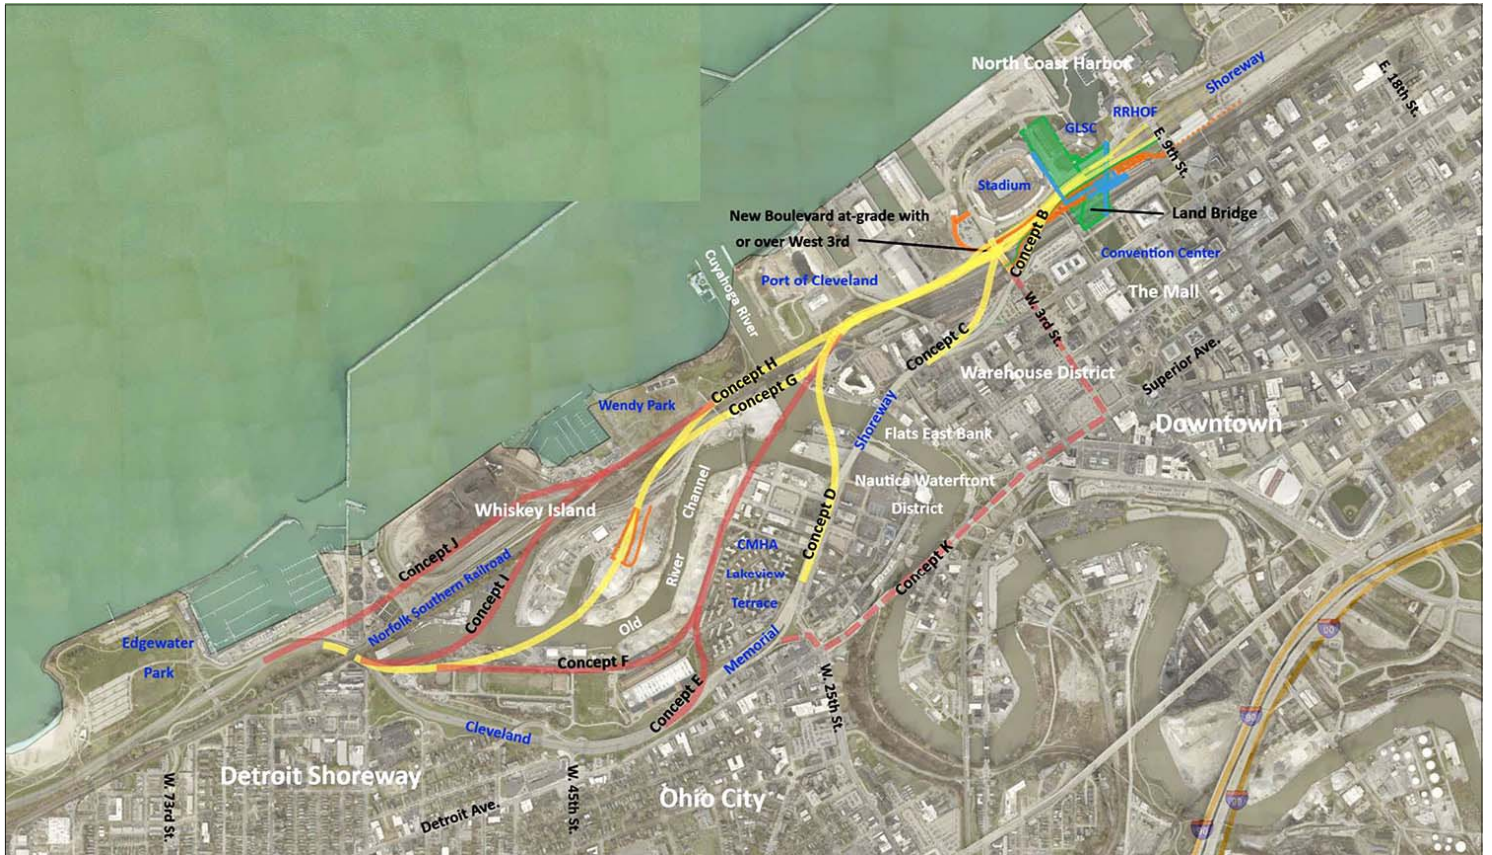 North Coast Harbor
Shoreway
E. 18th St.
RRHOF
GLSC
E. 9th St.
Stadium
New Boulevard at-grade with
or over West 3rd
Land Bridge
Concept B
Convention Center
Cuyahoga River
Port of Cleveland
The Mall
W. 3rd St.
Concept C
Superior Ave.
Concept H
Concept G
Warehouse District
Wendy Park
Shoreway
Downtown
Flats East Bank
Channel
Nautica Waterfront
District
Whiskey Island
Concept D
CMHA
Lakeview
Terrace
Concept J
Norfolk Southern Railroad
Concept I
River
Concept K
Old
Edgewater
Park
Memorial
Concept F
Concept E
W. 25th St.
Cleveland
Detroit Shoreway
W. 73rd St.
W. 45th St.
Ohio City
Detroit Ave.
90
90